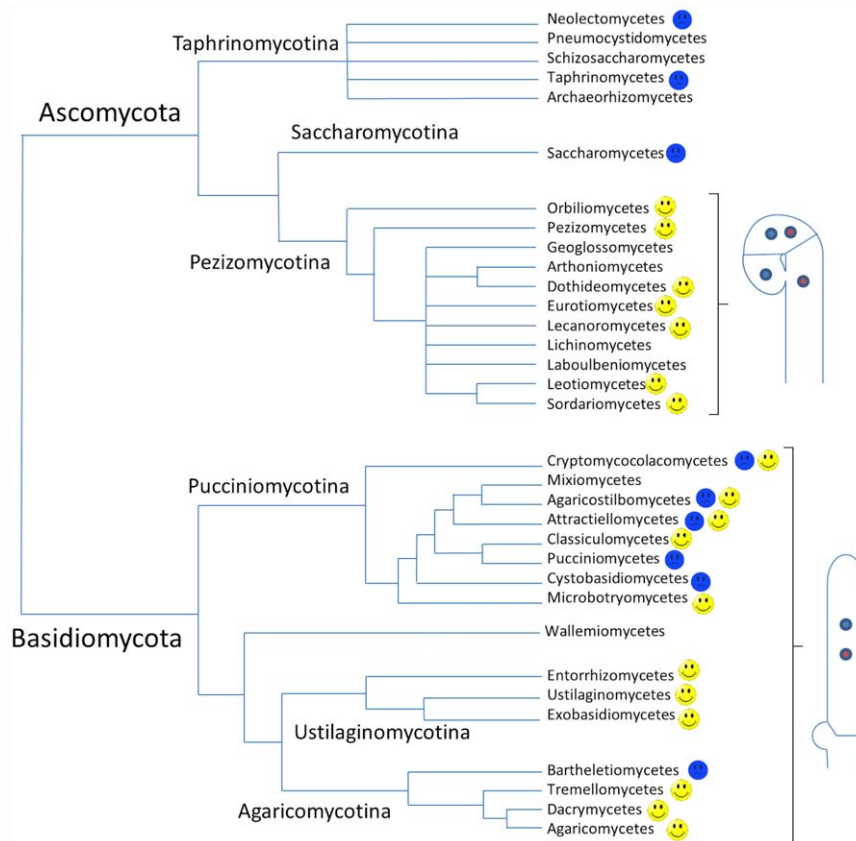 Neolectomycetes
Taphrinomycotina
Pneumocystidomycetes
Schizosaccharomycetes
Taphrinomycetes
Archaeorhizomycetes
Ascomycota
Saccharomycotina
Saccharomycetes
Orbiliomycetes
Pezizomycetes
Geoglossomycetes
Pezizomycotina
Arthoniomycetes
Dothideomycetes
Eurotiomycetes
Lecanoromycetes
Lichinomycetes
Laboulbeniomycetes
Leotiomycetes
Sordariomycetes
Cryptomycocolacomycetes
Pucciniomycotina
Mixiomycetes
Agaricostilbomycetes
Attractiellomycetes
Classiculomycetes
Pucciniomycetes
Cystobasidiomycetes
Microbotryomycetes
Basidiomycota
Wallemiomycetes
Entorrhizomycetes
Ustilaginomycetes
Exobasidiomycetes
Ustilaginomycotina
Bartheletiomycetes
Tremellomycetes
Agaricomycotina
Dacrymycetes
Agaricomycetes